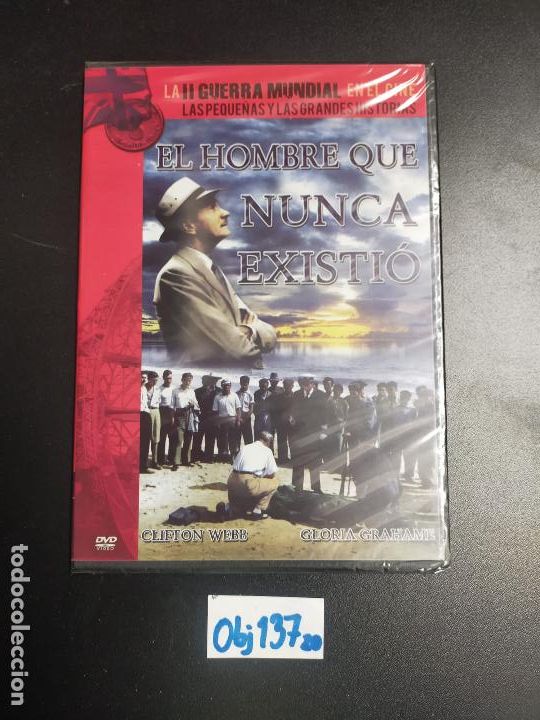 LA II GUERRA MUNDIAL EN EL CINE
LAS PEQUEÑAS Y LAS GRANDES HISTORIAS
EL HOMBRE QUE
NUNCA
EXISTIÓ
DVD
VIDEO
CLIFTON WEBB GLORIA GRAHAME
Obj 137 20
todocoleccion